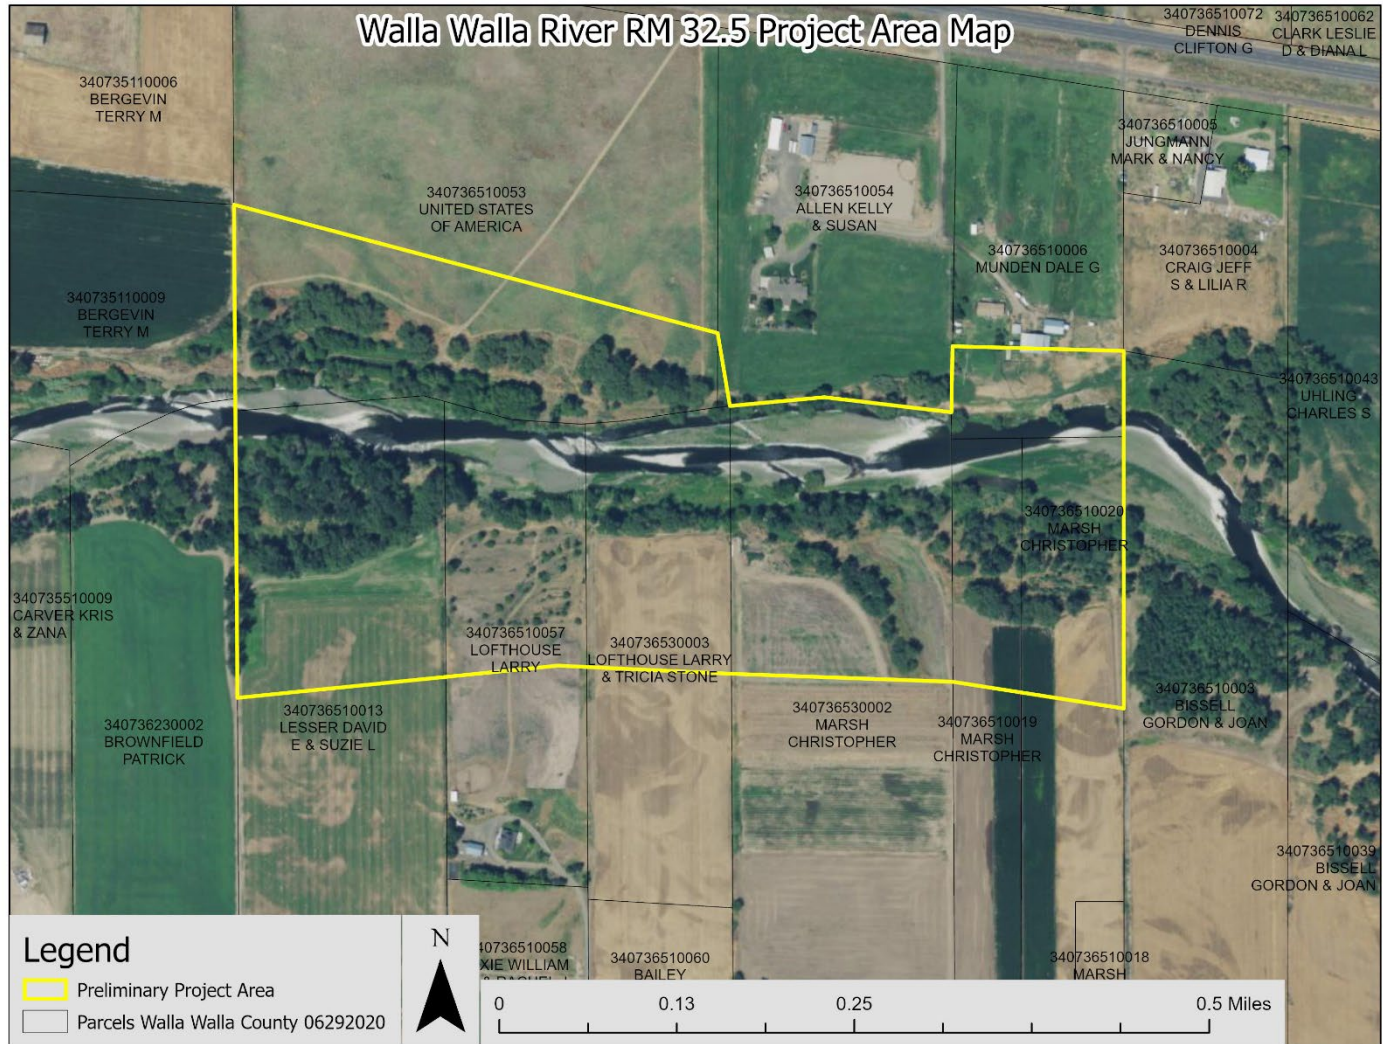 Walla Walla River RM 32.5 Project Area Map
340736510072
DENNIS
CLIFTON G
340736510062
CLARK LESLIE
D & DIANA L
340735110006
BERGEVIN
TERRY M
340736510005
JUNGMANN
MARK & NANCY
340736510053
UNITED STATES
OF AMERICA
340736510054
ALLEN KELLY
& SUSAN
340736510006
MUNDEN DALE G
340736510004
CRAIG JEFF
S & LILIA R
340735110009
BERGEVIN
TERRY M
340736510043
UHLING
CHARLES S
340736510020
MARSH
CHRISTOPHER
340735510009
CARVER KRIS
& ZANA
340736510057
LOFTHOUSE
LARRY
340736530003
LOFTHOUSE LARRY
& TRICIA STONE
340736510003
BISSELL
GORDON & JOAN
340736230002
BROWNFIELD
PATRICK
340736510013
LESSER DAVID
E & SUZIE L
340736530002
MARSH
CHRISTOPHER
340736510019
MARSH
CHRISTOPHER
340736510039
BISSELL
GORDON & JOAN
40736510058
XIE WILLIAM
340736510060
BAILEY
340736510018
MARSH
Legend
Preliminary Project Area
Parcels Walla Walla County 06292020
N
0 0.13 0.25 0.5 Miles